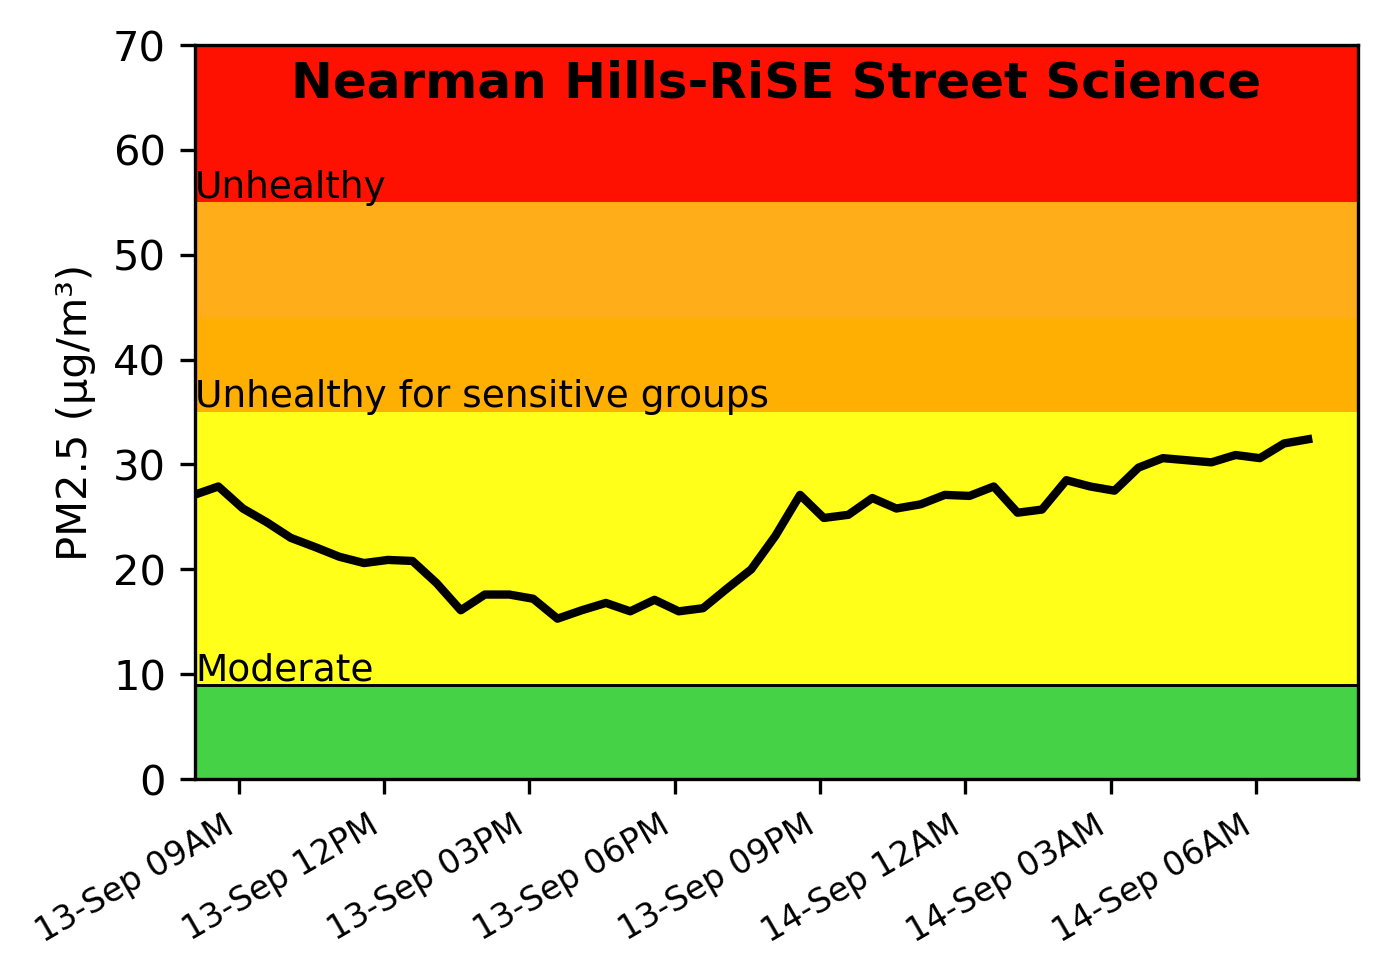 Nearman Hills-RiSE Street Science
70
60
50
40
30
20
10
0
PM2.5 (µg/m³)
Unhealthy
Unhealthy for sensitive groups
Moderate
13-Sep 09AM
13-Sep 12PM
13-Sep 03PM
13-Sep 06PM
13-Sep 09PM
14-Sep 12AM
14-Sep 03AM
14-Sep 06AM